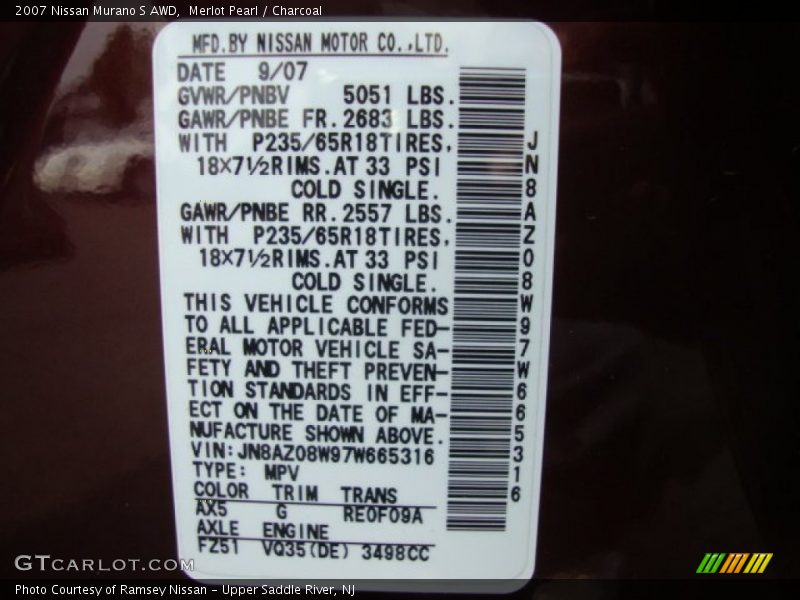 2007 Nissan Murano S AWD,  Merlot Pearl / Charcoal
MFD.BY NISSAN MOTOR CO.,LTD.
DATE 9/07
GVWR/PNBV 5051 LBS.
GAWR/PNBE FR.2683 LBS.
WITH P235/65R18TIRES,
18X7½RIMS.AT 33 PSI
COLD SINGLE.
GAWR/PNBE RR.2557 LBS.
WITH P235/65R18TIRES,
18X7½RIMS.AT 33 PSI
COLD SINGLE.
THIS VEHICLE CONFORMS
TO ALL APPLICABLE FED-
ERAL MOTOR VEHICLE SA-
FETY AND THEFT PREVEN-
TION STANDARDS IN EFF-
ECT ON THE DATE OF MA-
NUFACTURE SHOWN ABOVE.
VIN:JN8AZ08W97W665316
TYPE: MPV
COLOR TRIM TRANS
AX5 G RE0F09A
AXLE ENGINE
FZ51 VQ35(DE) 3498CC
JN8AZ08W97W665316
GTCARLOT.COM
Photo Courtesy of Ramsey Nissan - Upper Saddle River, NJ